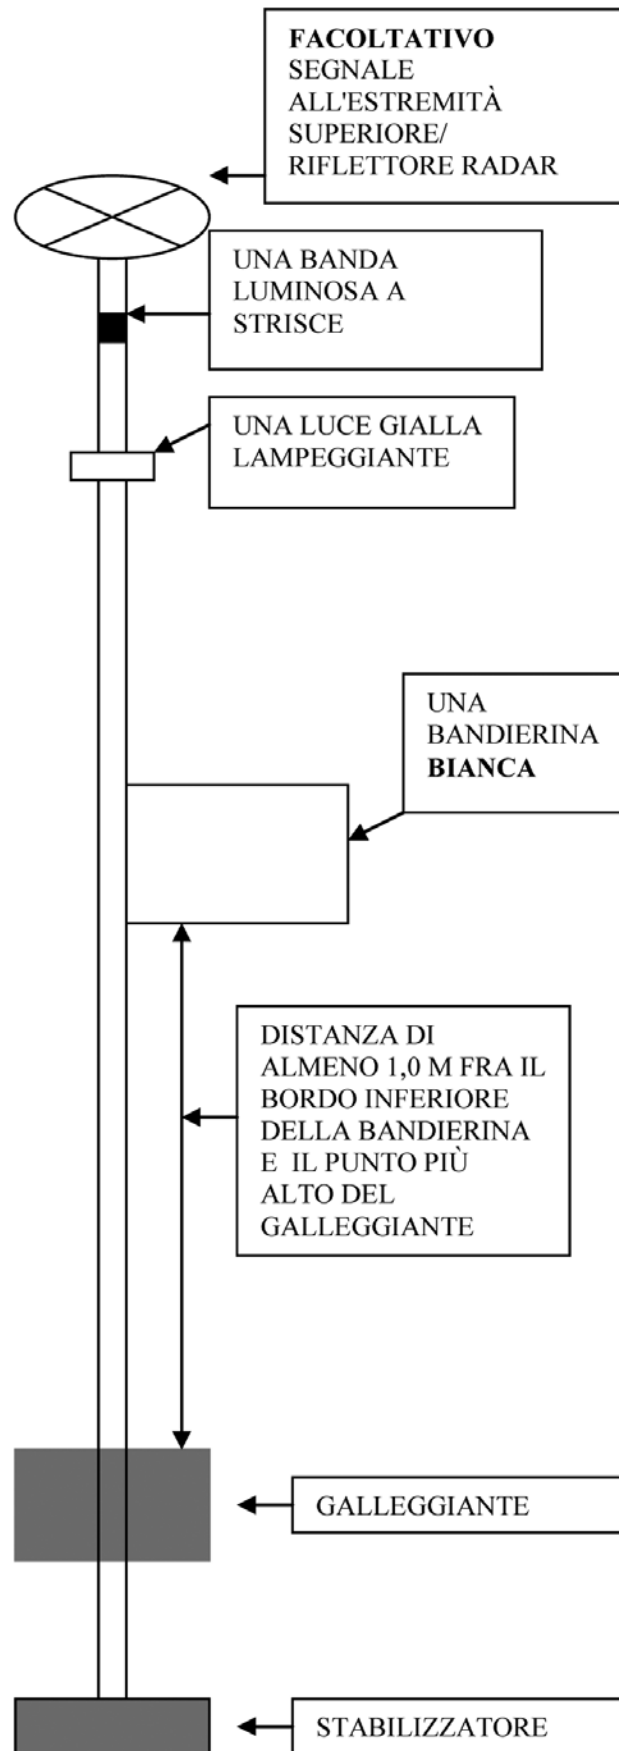 FACOLTATIVO
SEGNALE
ALL'ESTREMITÀ
SUPERIORE/
RIFLETTORE RADAR
UNA BANDA
LUMINOSA A
STRISCE
UNA LUCE GIALLA
LAMPEGGIANTE
UNA
BANDIERINA
BIANCA
DISTANZA DI
ALMENO 1,0 M FRA IL
BORDO INFERIORE
DELLA BANDIERINA
E IL PUNTO PIÙ
ALTO DEL
GALLEGGIANTE
GALLEGGIANTE
STABILIZZATORE